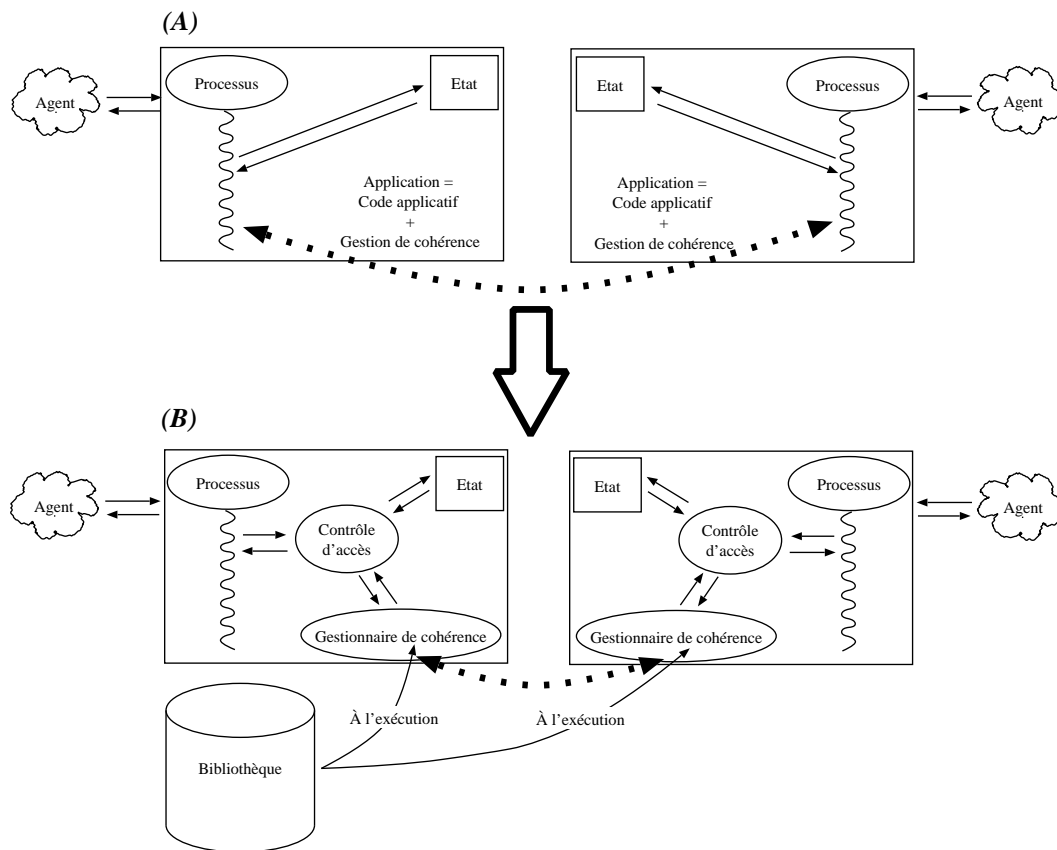 (A)
Agent
Processus
Etat
Application =
Code applicatif
+
Gestion de cohérence
Etat
Processus
Agent
Application =
Code applicatif
+
Gestion de cohérence
(B)
Agent
Processus
Etat
Contrôle
d'accès
Gestionnaire de cohérence
Etat
Processus
Agent
Contrôle
d'accès
Gestionnaire de cohérence
À l'exécution
À l'exécution
Bibliothèque